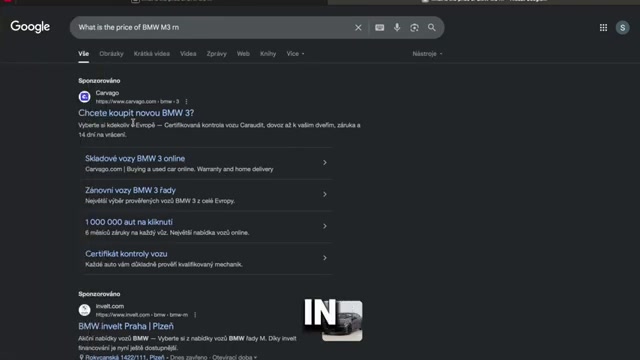 Google
What is the price of BMW M3 rn
S
Vše Obrázky Krátká videa Videa Zprávy Web Knihy Více Nástroje
Sponzorováno
Carvago
https://www.carvago.com › bmw › 3
Chcete koupit novou BMW 3?
Vyberte si kdekoliv v Evropě — Certifikovaná kontrola vozu Caraudit, dovoz až k vašim dveřím, záruka a
14 dní na vrácení.
Skladové vozy BMW 3 online
Carvago.com | Buying a used car online, Warranty and home delivery
Zánovní vozy BMW 3 řady
Největší výběr prověřených vozů BMW 3 z celé Evropy.
1 000 000 aut na kliknutí
6 měsíců záruky na každý vůz. Největší nabídka vozů online.
Certifikát kontroly vozu
Každé auto vám důkladně prověří kvalifikovaný mechanik.
Sponzorováno
invelt.com
https://www.invelt.com › bmw › bmw-m
IN
BMW invelt Praha | Plzeň
Akční nabídky vozů BMW — Vyberte si z nabídky vozů BMW řady M. Díky invelt
financování je nyní ještě dostupnější.
Rokycanská 1422/111, Plzeň - Dnes zavřeno · Otevírací doba